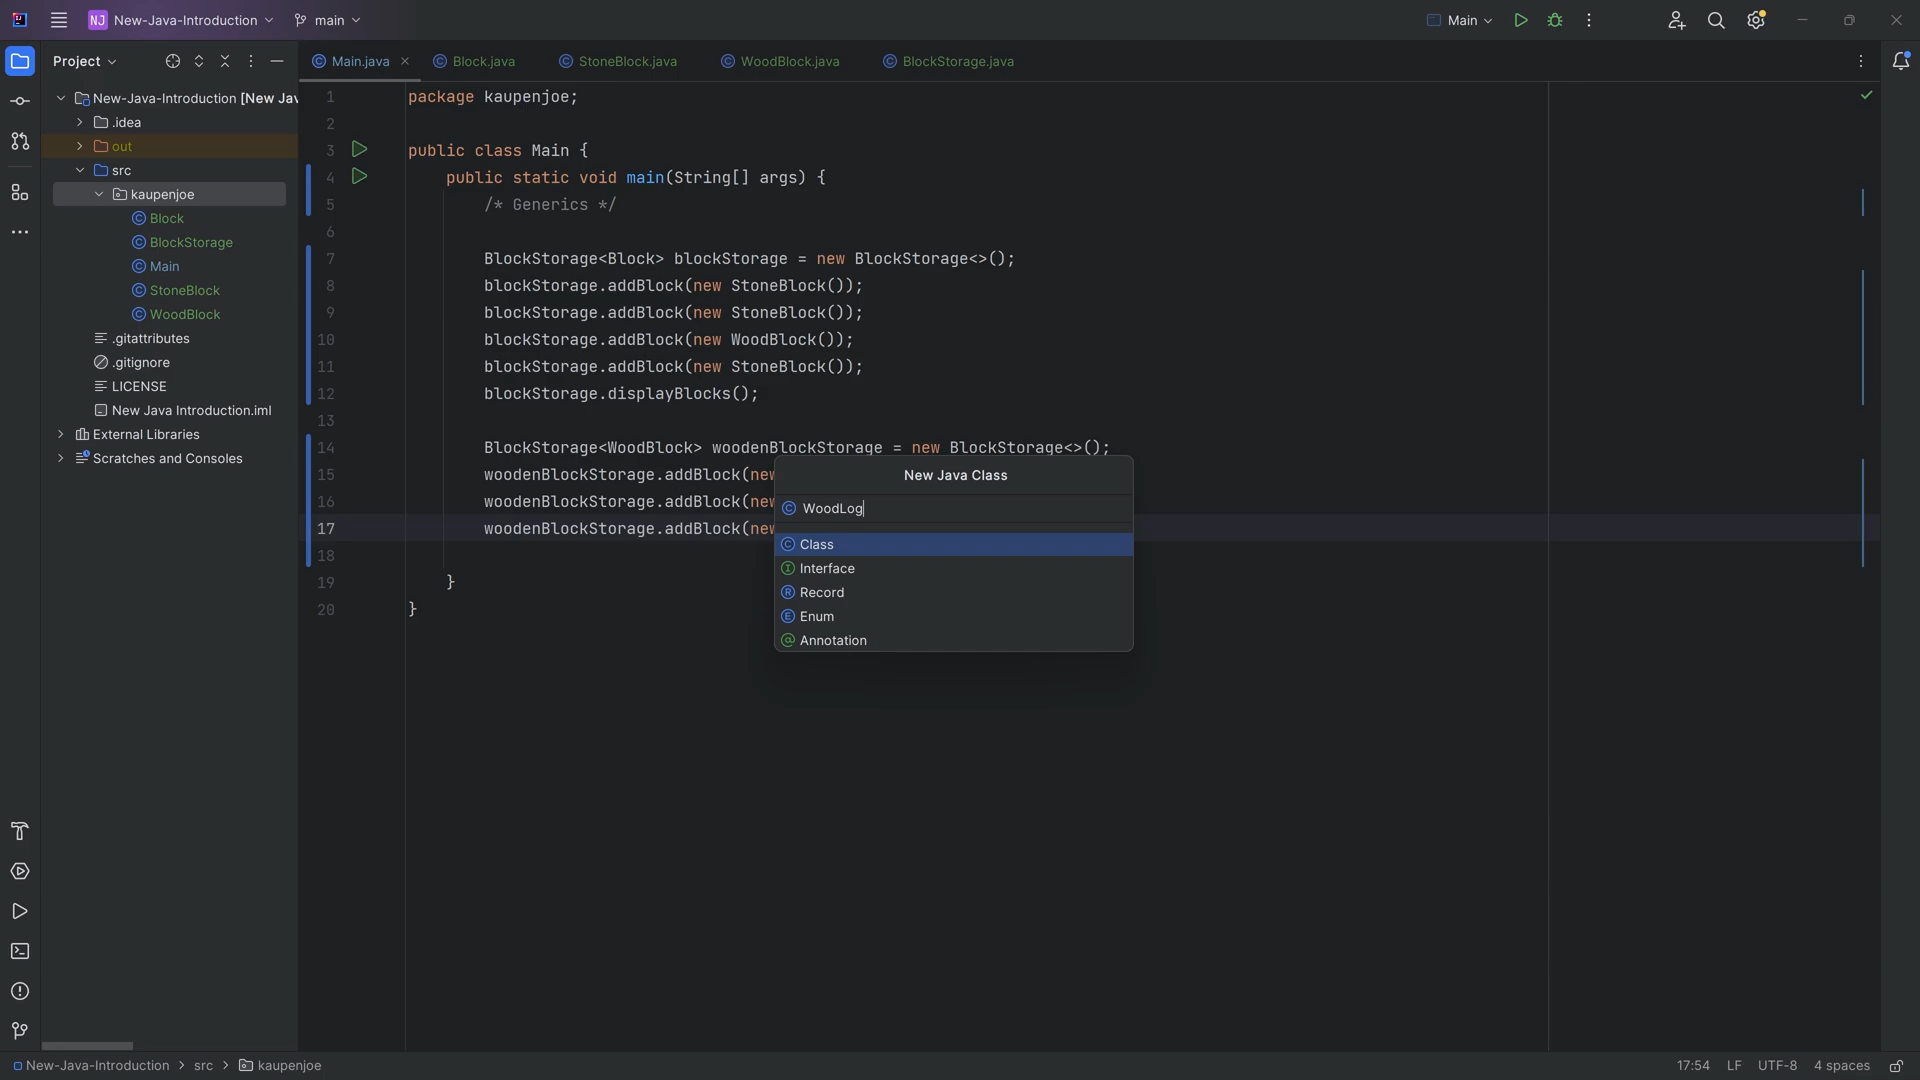 NJ New-Java-Introduction main Main
Project
Main.java Block.java StoneBlock.java WoodBlock.java BlockStorage.java
New-Java-Introduction [New Jav
.idea
out
src
kaupenjoe
Block
BlockStorage
Main
StoneBlock
WoodBlock
.gitattributes
.gitignore
LICENSE
New Java Introduction.iml
External Libraries
Scratches and Consoles
1 package kaupenjoe;
2
3 public class Main {
4 public static void main(String[] args) {
5 /* Generics */
6
7 BlockStorage<Block> blockStorage = new BlockStorage<>();
8 blockStorage.addBlock(new StoneBlock());
9 blockStorage.addBlock(new StoneBlock());
10 blockStorage.addBlock(new WoodBlock());
11 blockStorage.addBlock(new StoneBlock());
12 blockStorage.displayBlocks();
13
14 BlockStorage<WoodBlock> woodenBlockStorage = new BlockStorage<>();
15 woodenBlockStorage.addBlock(new
16 woodenBlockStorage.addBlock(new
17 woodenBlockStorage.addBlock(new
18
19 }
20 }
New Java Class
WoodLog
Class
Interface
Record
Enum
Annotation
New-Java-Introduction > src > kaupenjoe
17:54 LF UTF-8 4 spaces